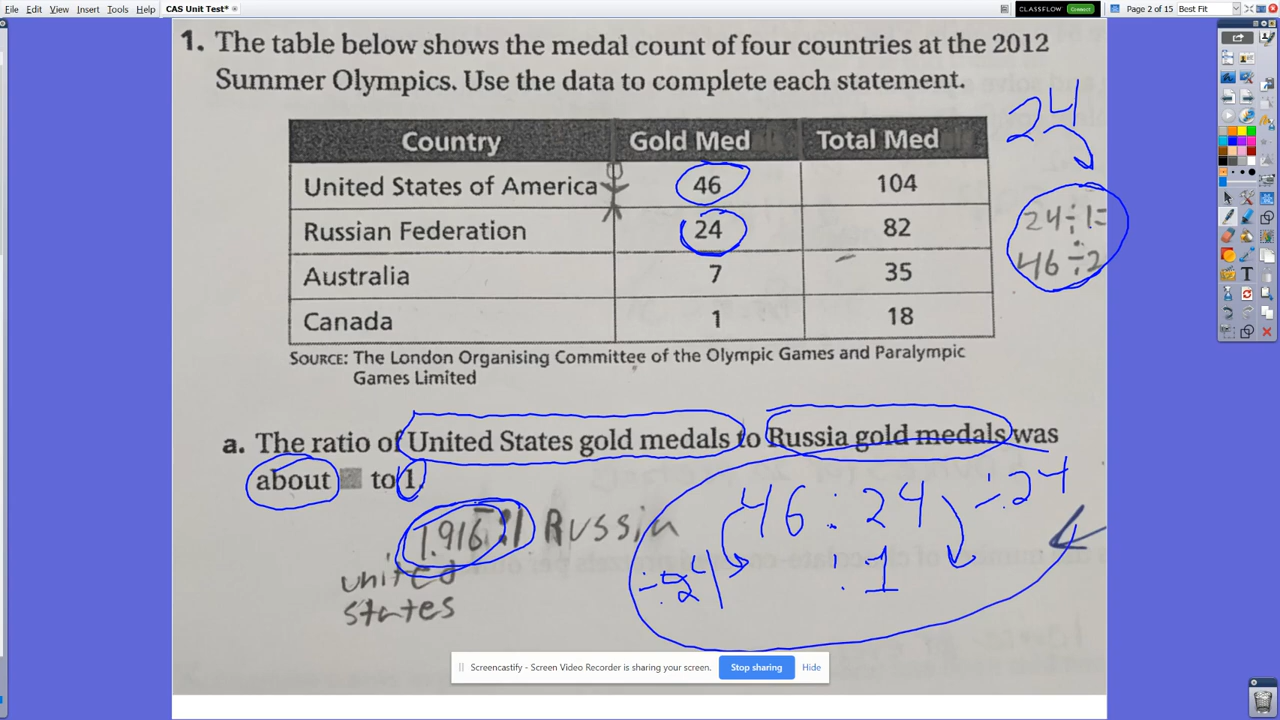 File Edit View Insert Tools Help CAS Unit Test*
CLASSFLOW Connect Page 2 of 15 Best Fit
1. The table below shows the medal count of four countries at the 2012
Summer Olympics. Use the data to complete each statement.
24
Country Gold Med Total Med
United States of America 46 104
Russian Federation 24 82
Australia 7 35
Canada 1 18
24÷1=
46÷2
SOURCE: The London Organising Committee of the Olympic Games and Paralympic
Games Limited
a. The ratio of United States gold medals to Russia gold medals was
about to 1.
46 : 24 ÷24
1.916:1 Russia
÷24 : 1
united
states
Screencastify - Screen Video Recorder is sharing your screen. Stop sharing Hide